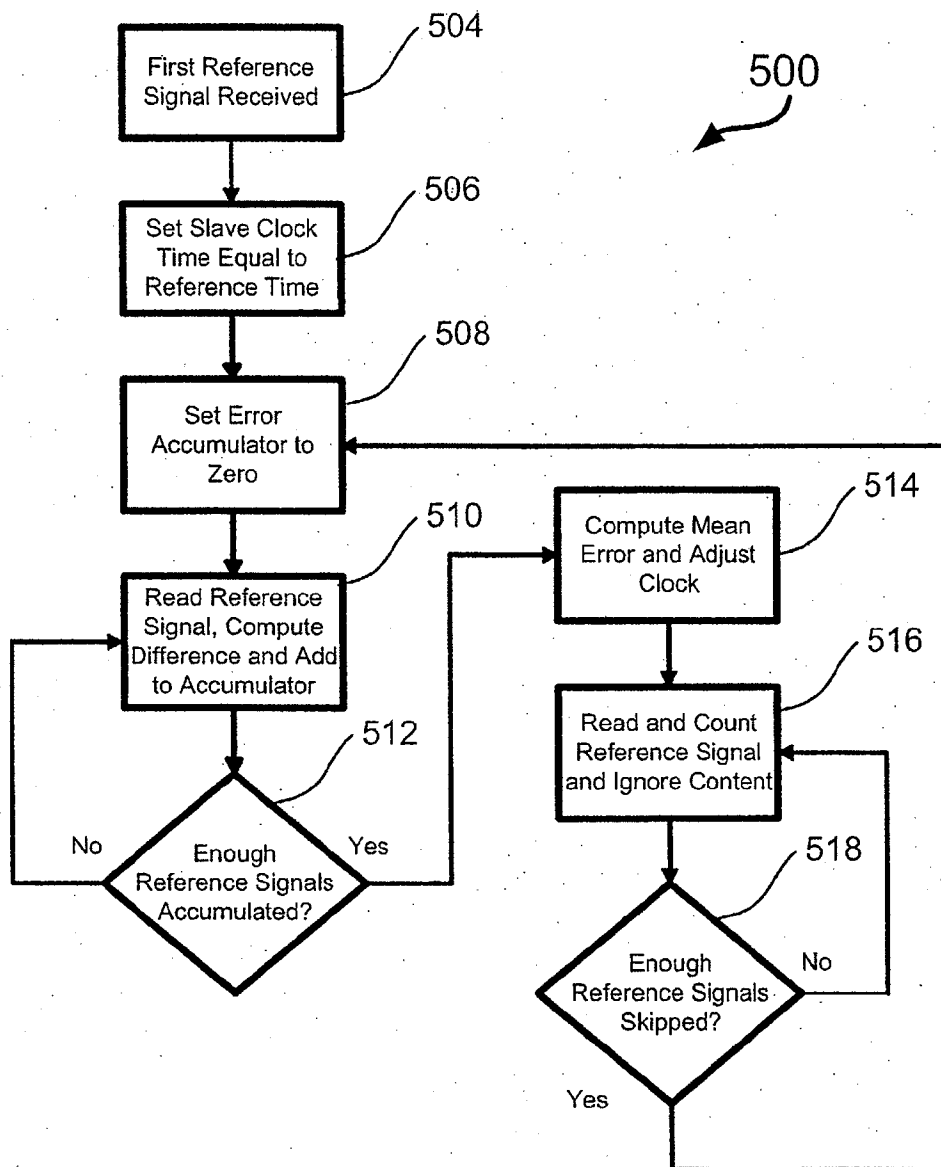 504
500
First Reference
Signal Received
506
Set Slave Clock
Time Equal to
Reference Time
508
Set Error
Accumulator to
Zero
510
Read Reference
Signal, Compute
Difference and Add
to Accumulator
512
No
Yes
Enough
Reference Signals
Accumulated?
514
Compute Mean
Error and Adjust
Clock
516
Read and Count
Reference Signal
and Ignore Content
518
Enough
Reference Signals
Skipped?
No
Yes